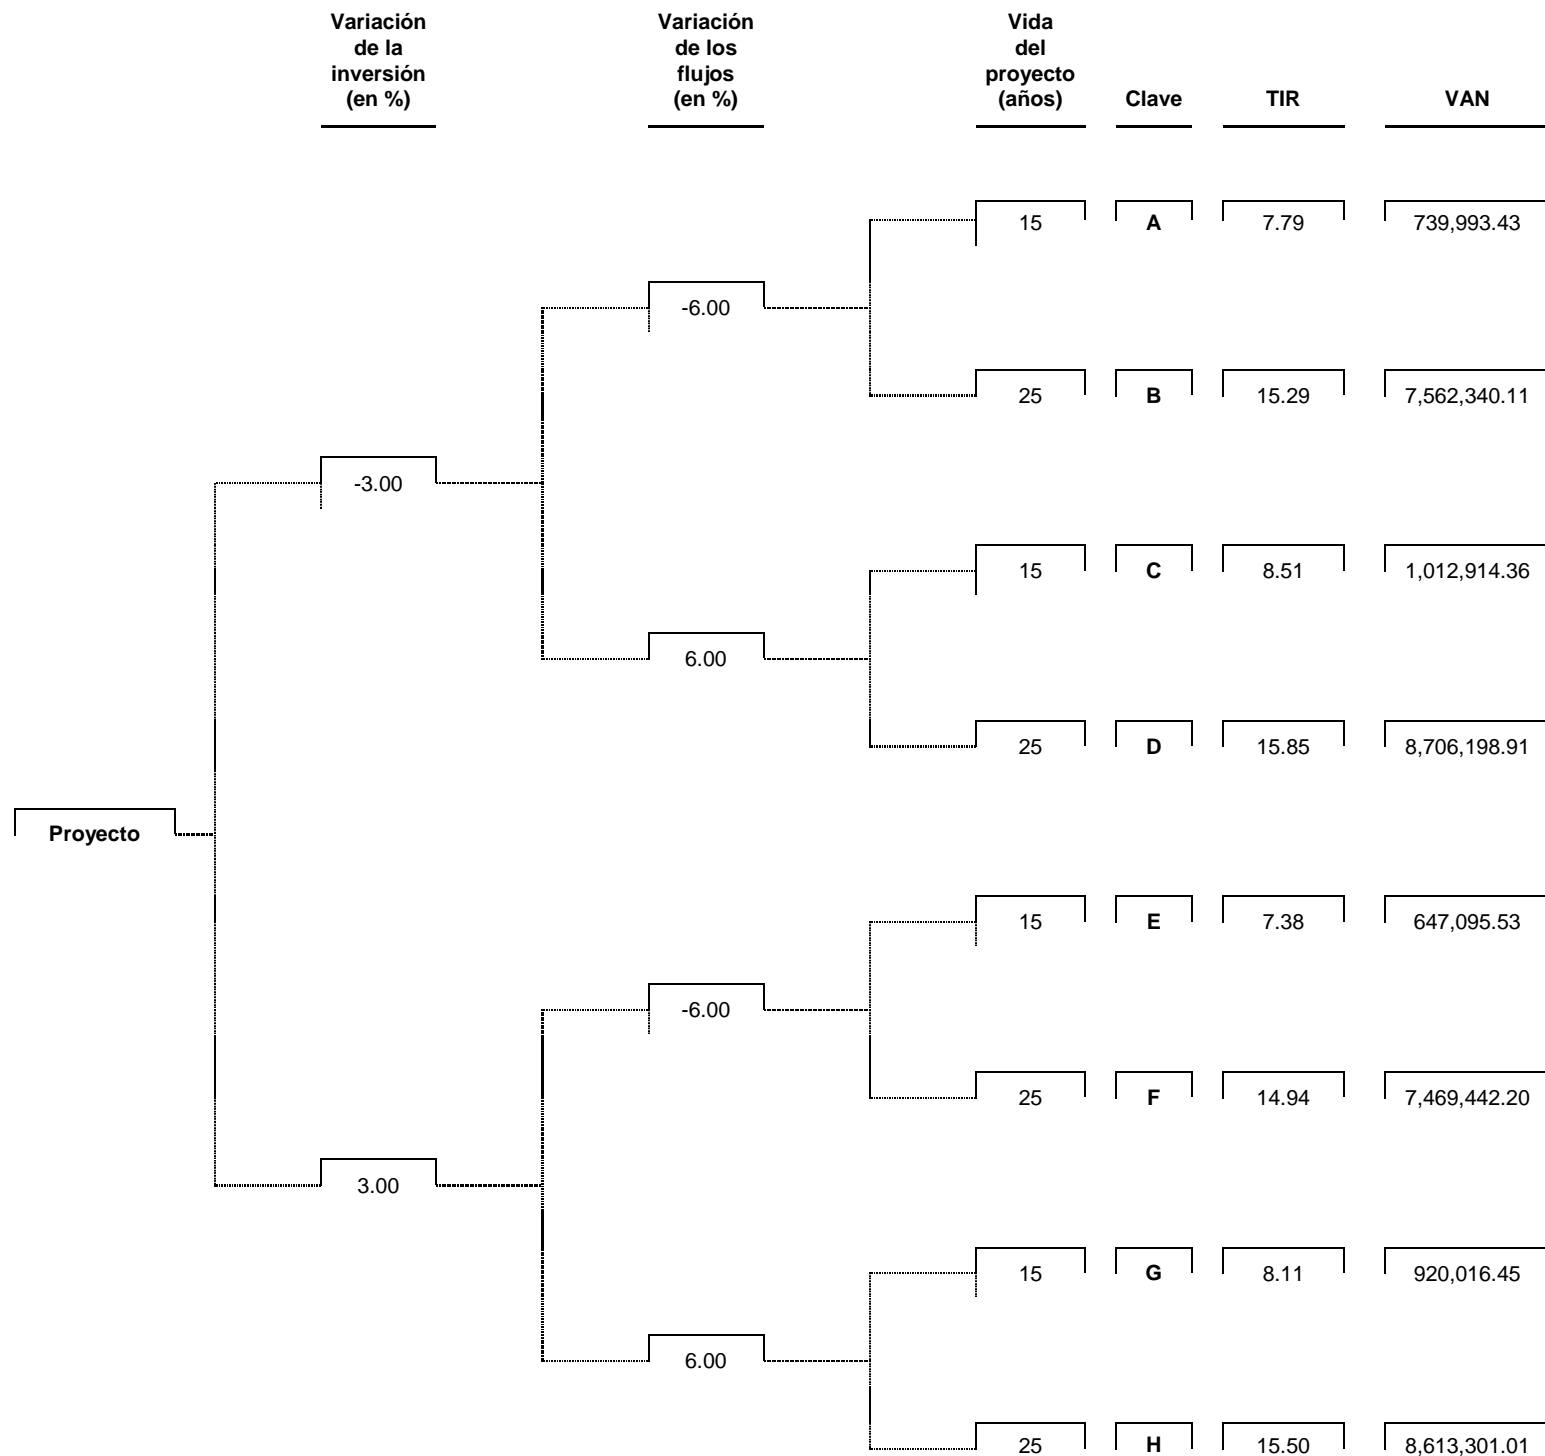 Variación de la inversión (en %)
Variación de los flujos (en %)
Vida del proyecto (años)
Clave
TIR
VAN
15 A 7.79 739,993.43
-6.00
25 B 15.29 7,562,340.11
-3.00
15 C 8.51 1,012,914.36
6.00
25 D 15.85 8,706,198.91
Proyecto
15 E 7.38 647,095.53
-6.00
25 F 14.94 7,469,442.20
3.00
15 G 8.11 920,016.45
6.00
25 H 15.50 8,613,301.01